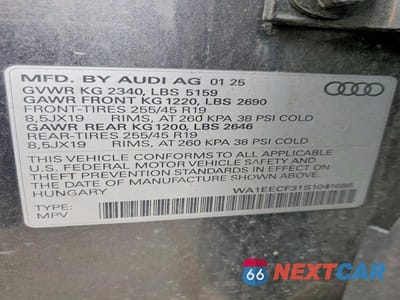 MFD. BY AUDI AG 01 25
GVWR KG 2340, LBS 5159
GAWR FRONT KG 1220, LBS 2690
FRONT-TIRES 255/45 R19
8,5JX19 RIMS, AT 260 KPA 38 PSI COLD
GAWR REAR KG 1200, LBS 2646
REAR-TIRES 255/45 R19
8,5JX19 RIMS, AT 260 KPA 38 PSI COLD
THIS VEHICLE CONFORMS TO ALL APPLICABLE
U.S. FEDERAL MOTOR VEHICLE SAFETY AND
THEFT PREVENTION STANDARDS IN EFFECT ON
THE DATE OF MANUFACTURE SHOWN ABOVE.
HUNGARY
TYPE:
MPV
66 NEXTCAR